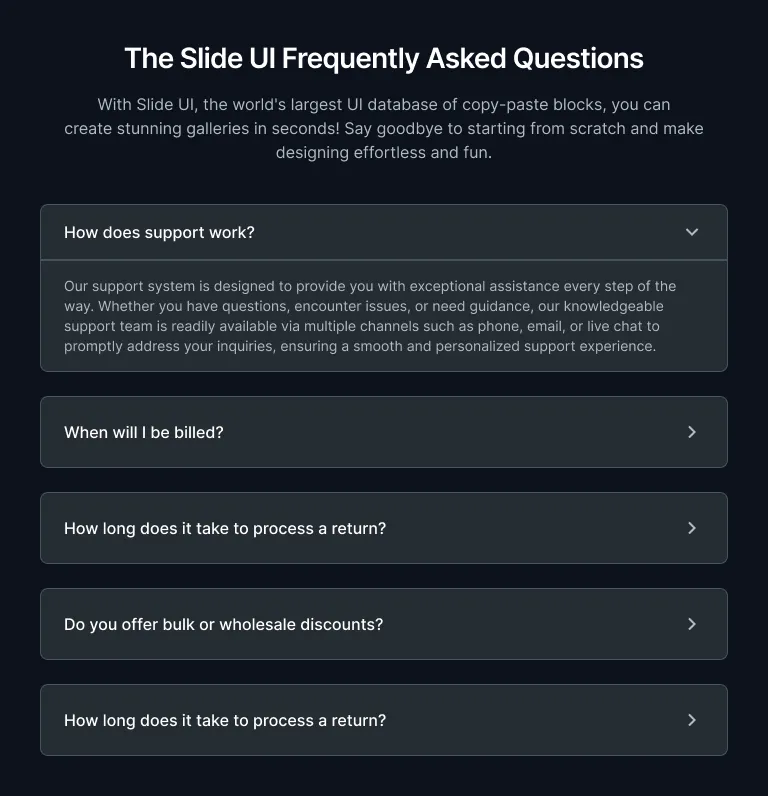 The Slide UI Frequently Asked Questions
With Slide UI, the world's largest UI database of copy-paste blocks, you can
create stunning galleries in seconds! Say goodbye to starting from scratch and make
designing effortless and fun.
How does support work?
Our support system is designed to provide you with exceptional assistance every step of the
way. Whether you have questions, encounter issues, or need guidance, our knowledgeable
support team is readily available via multiple channels such as phone, email, or live chat to
promptly address your inquiries, ensuring a smooth and personalized support experience.
When will I be billed?
How long does it take to process a return?
Do you offer bulk or wholesale discounts?
How long does it take to process a return?